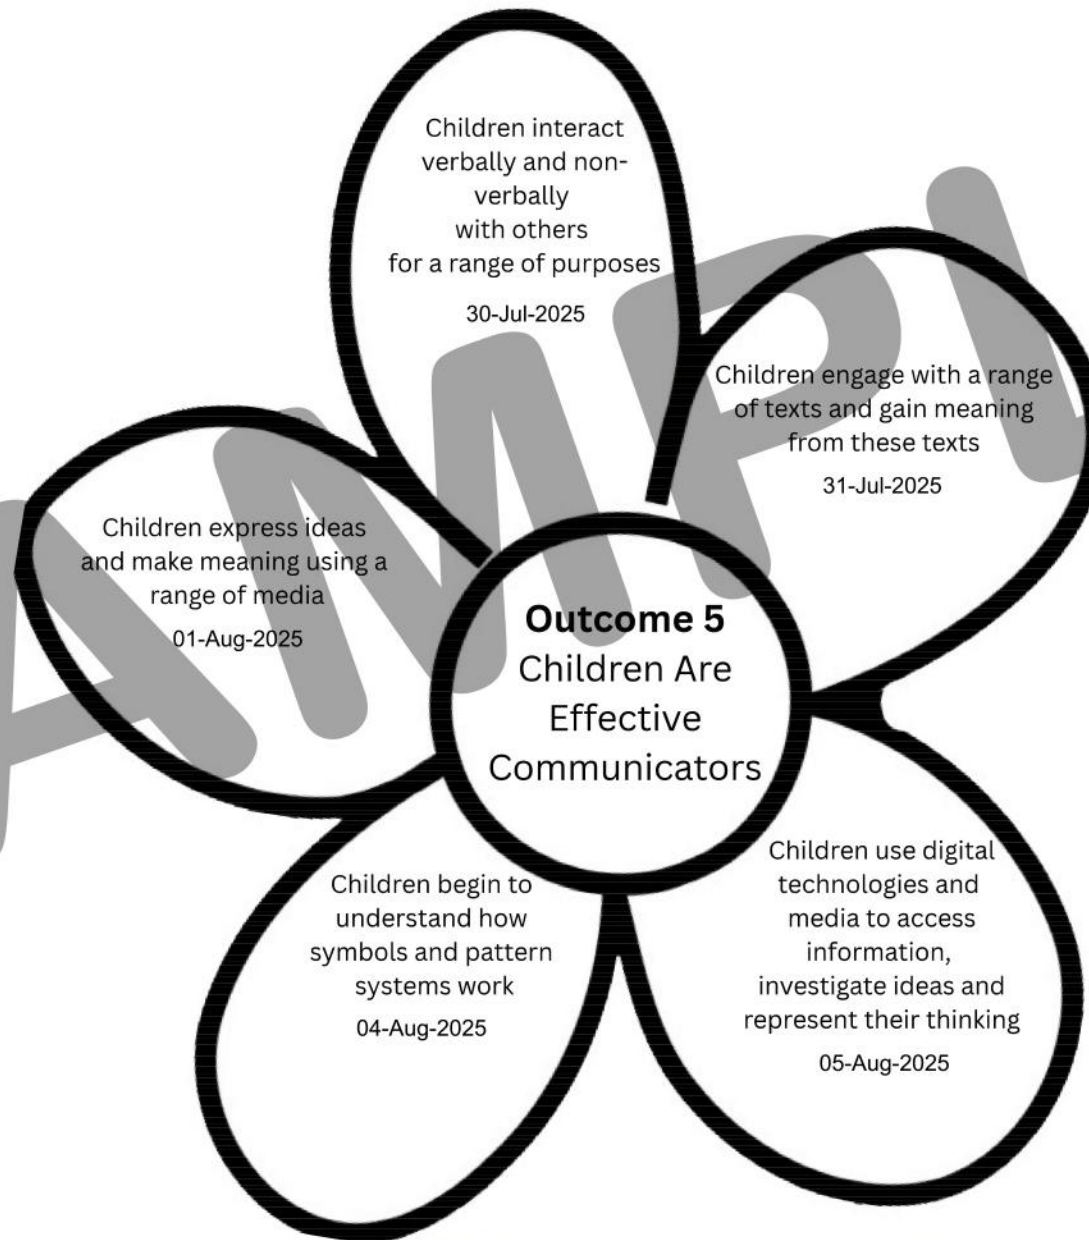 Children interact
verbally and non-
verbally
with others
for a range of purposes
30-Jul-2025
Children engage with a range
of texts and gain meaning
from these texts
31-Jul-2025
Children express ideas
and make meaning using a
range of media
01-Aug-2025
Outcome 5
Children Are
Effective
Communicators
Children begin to
understand how
symbols and pattern
systems work
04-Aug-2025
Children use digital
technologies and
media to access
information,
investigate ideas and
represent their thinking
05-Aug-2025
AMPL